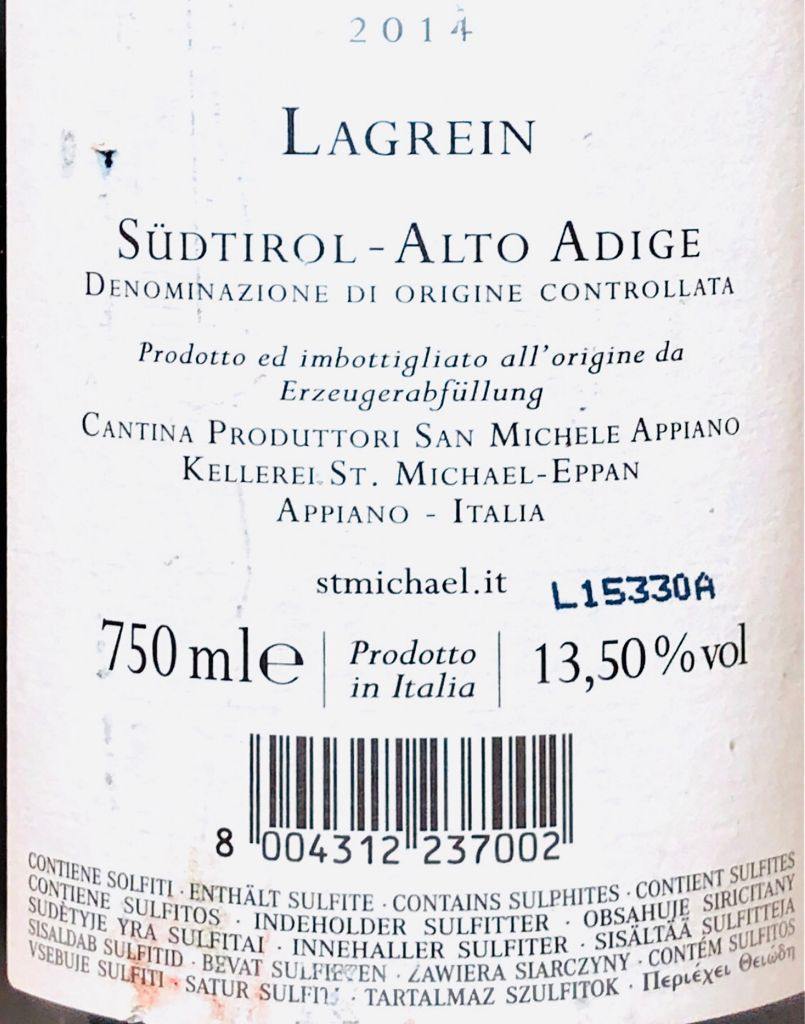 2014
LAGREIN
SÜDTIROL - ALTO ADIGE
DENOMINAZIONE DI ORIGINE CONTROLLATA
Prodotto ed imbottigliato all'origine da
Erzeugerabfüllung
CANTINA PRODUTTORI SAN MICHELE APPIANO
KELLEREI ST. MICHAEL-EPPAN
APPIANO - ITALIA
stmichael.it
L15330A
750 ml e
Prodotto
in Italia
13,50 % vol
8 004312 237002
CONTIENE SOLFITI · ENTHÄLT SULFITE · CONTAINS SULPHITES · CONTIENT SULFITES
CONTIENE SULFITOS · INDEHOLDER SULFITTER · OBSAHUJE SIRICITANY
SUDĖTYJE YRA SULFITAI · INNEHALLER SULFITER · SISÄLTÄÄ SULFITTEJA
SISALDAB SULFITID · BEVAT SULFIETEN · ZAWIERA SIARCZYNY · CONTÉM SULFITOS
VSEBUJE SULFITI · SATUR · TARTALMAZ SZULFITOK · Περιέχει Θειώδη